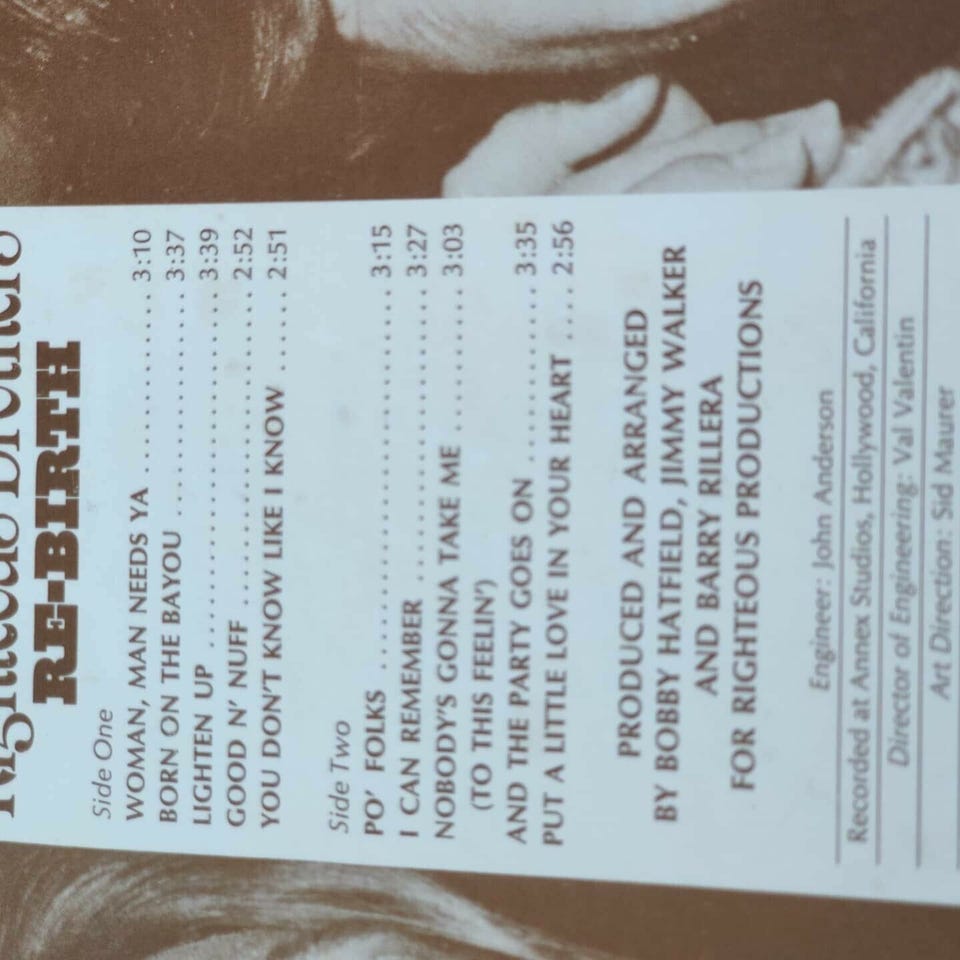 Righteous Brothers
RE-BIRTH
Side One
WOMAN, MAN NEEDS YA .................. 3:10
BORN ON THE BAYOU ..................... 3:37
LIGHTEN UP ................................. 3:39
GOOD N' NUFF ............................. 2:52
YOU DON'T KNOW LIKE I KNOW ...... 2:51
Side Two
PO' FOLKS .................................. 3:15
I CAN REMEMBER .......................... 3:27
NOBODY'S GONNA TAKE ME ............. 3:03
(TO THIS FEELIN')
AND THE PARTY GOES ON ................ 3:35
PUT A LITTLE LOVE IN YOUR HEART .... 2:56
PRODUCED AND ARRANGED
BY BOBBY HATFIELD, JIMMY WALKER
AND BARRY RILLERA
FOR RIGHTEOUS PRODUCTIONS
Engineer: John Anderson
Recorded at Annex Studios, Hollywood, California
Director of Engineering: Val Valentin
Art Direction: Sid Maurer